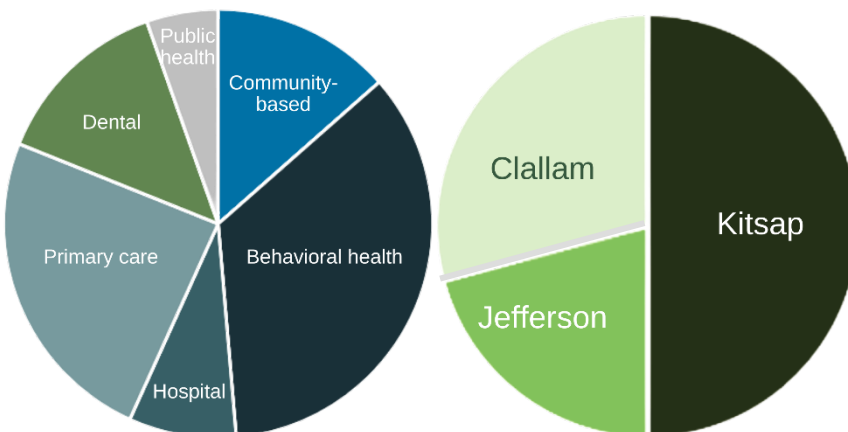 Public
health
Community-
based
Dental
Primary care
Behavioral health
Hospital
Clallam
Kitsap
Jefferson